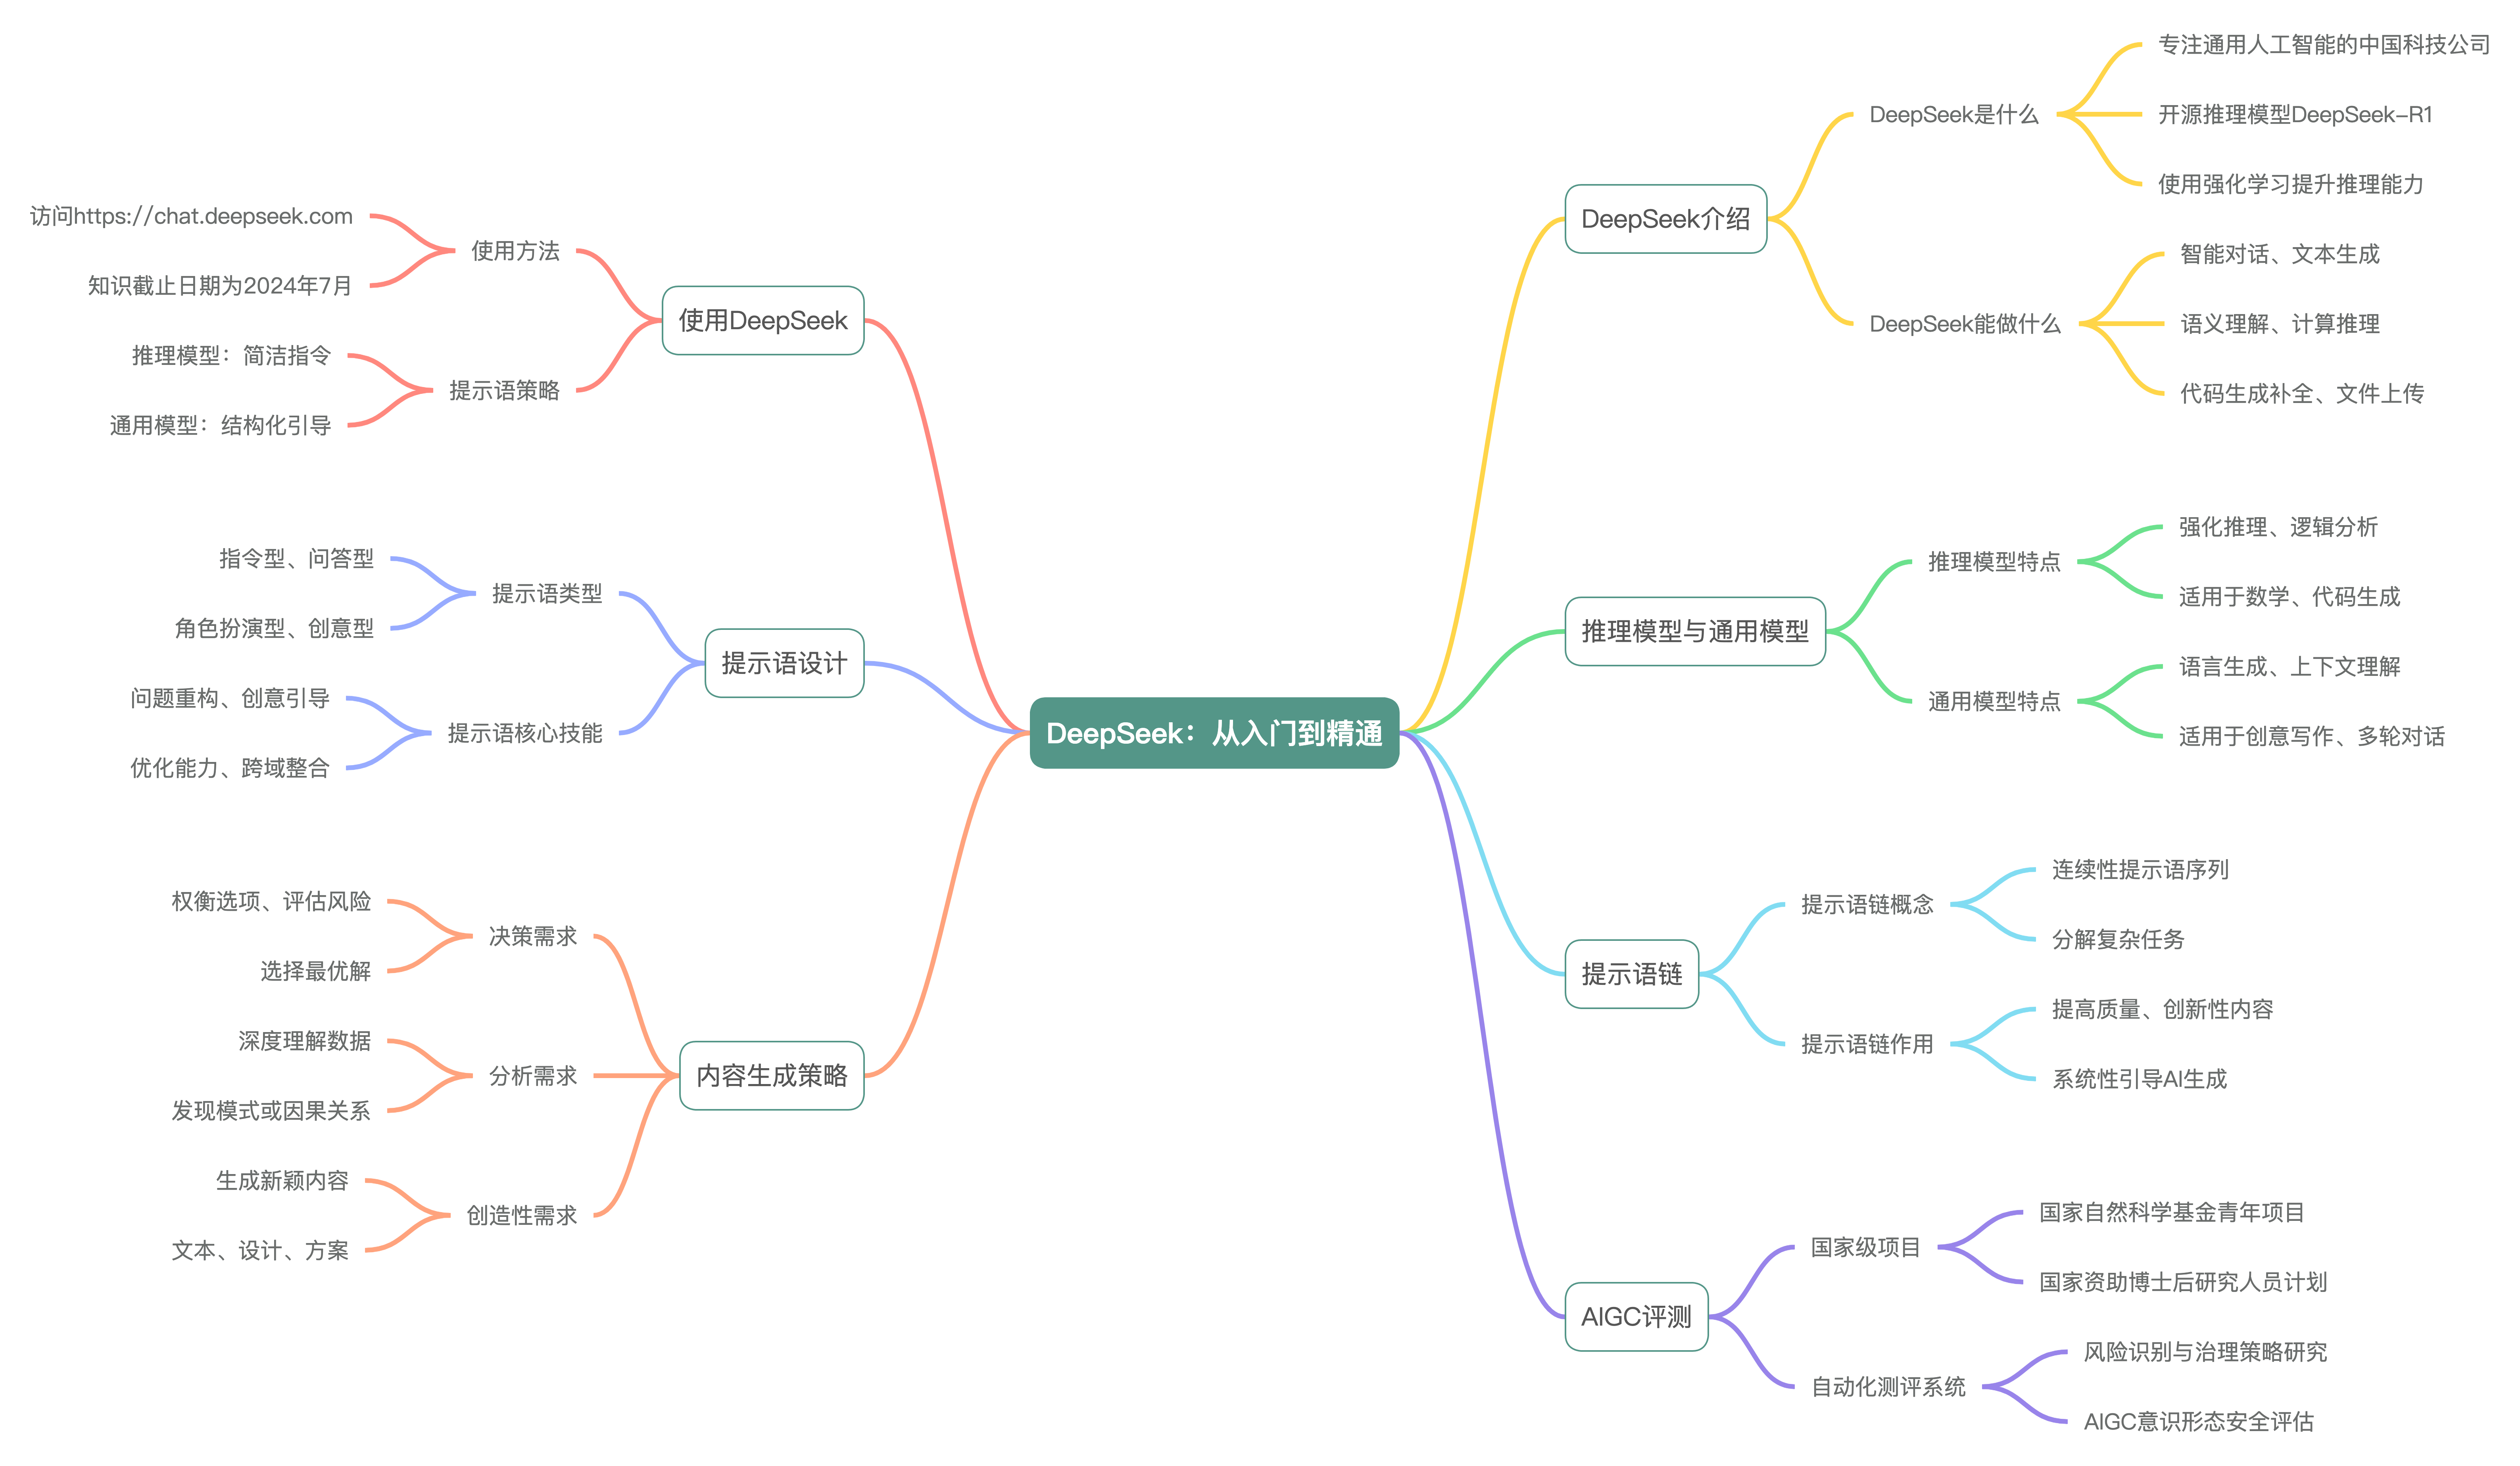 DeepSeek：从入门到精通
DeepSeek介绍
DeepSeek是什么
专注通用人工智能的中国科技公司
开源推理模型DeepSeek-R1
使用强化学习提升推理能力
DeepSeek能做什么
智能对话、文本生成
语义理解、计算推理
代码生成补全、文件上传
推理模型与通用模型
推理模型特点
强化推理、逻辑分析
适用于数学、代码生成
通用模型特点
语言生成、上下文理解
适用于创意写作、多轮对话
提示语链
提示语链概念
连续性提示语序列
分解复杂任务
提示语链作用
提高质量、创新性内容
系统性引导AI生成
AIGC评测
国家级项目
国家自然科学基金青年项目
国家资助博士后研究人员计划
自动化测评系统
风险识别与治理策略研究
AIGC意识形态安全评估
使用DeepSeek
使用方法
访问https://chat.deepseek.com
知识截止日期为2024年7月
提示语策略
推理模型：简洁指令
通用模型：结构化引导
提示语设计
提示语类型
指令型、问答型
角色扮演型、创意型
提示语核心技能
问题重构、创意引导
优化能力、跨域整合
内容生成策略
决策需求
权衡选项、评估风险
选择最优解
分析需求
深度理解数据
发现模式或因果关系
创造性需求
生成新颖内容
文本、设计、方案